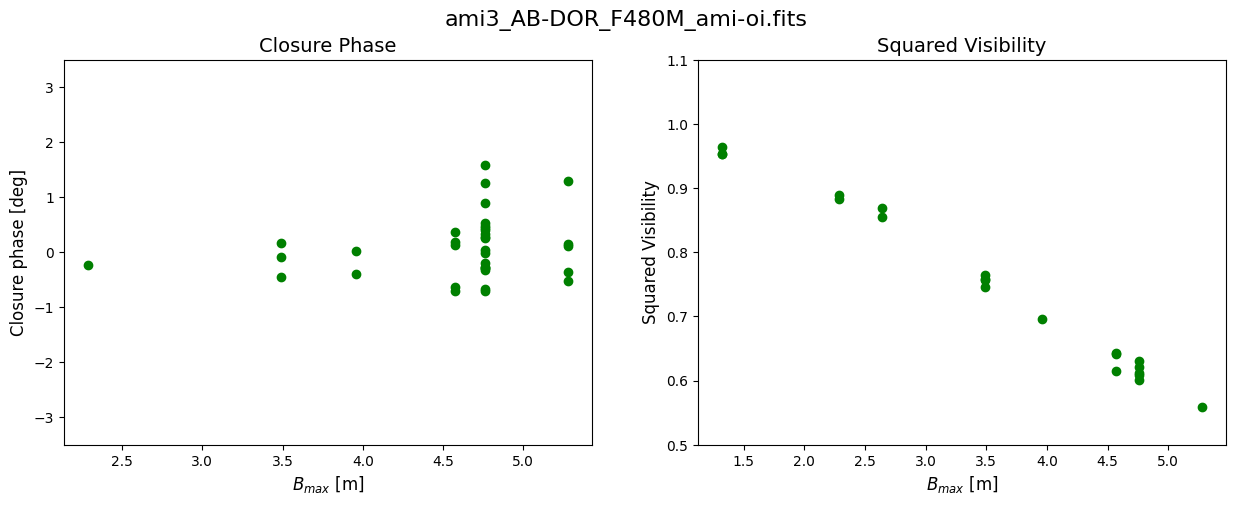 ami3_AB-DOR_F480M_ami-oi.fits
Closure Phase
Closure phase [deg]
3
2
1
0
−1
−2
−3
2.5 3.0 3.5 4.0 4.5 5.0
B_max [m]
Squared Visibility
Squared Visibility
1.1
1.0
0.9
0.8
0.7
0.6
0.5
1.5 2.0 2.5 3.0 3.5 4.0 4.5 5.0
B_max [m]